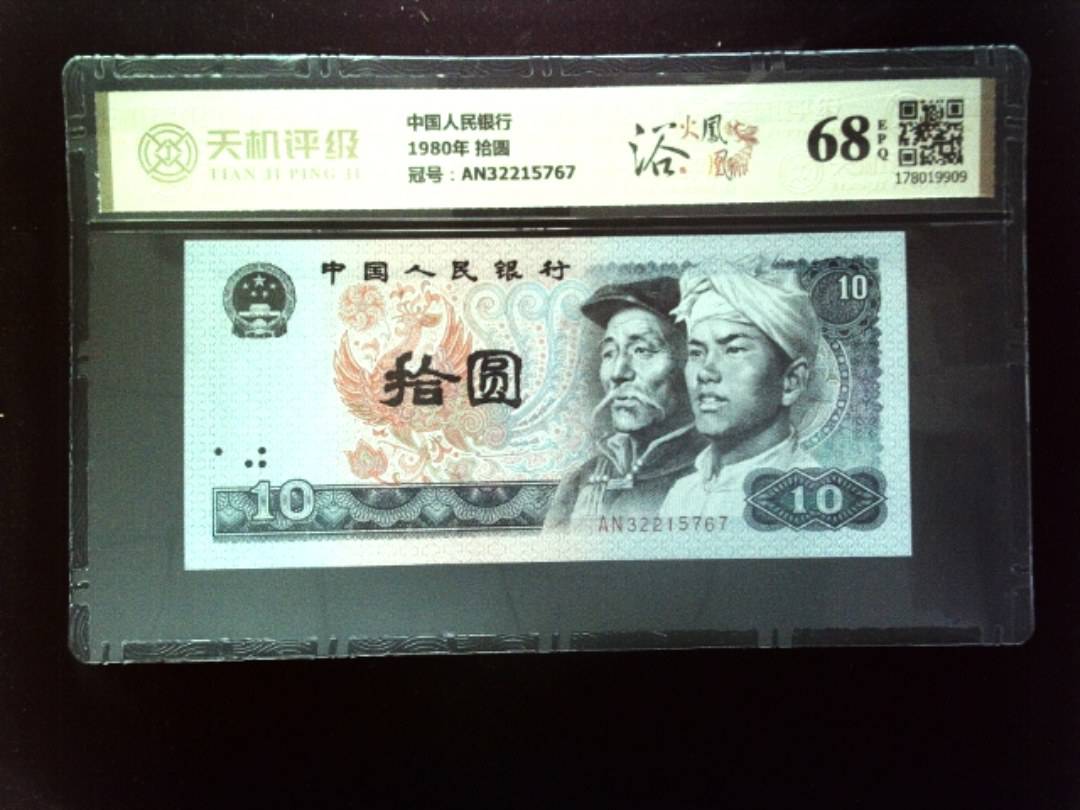 天机评级
TIAN JI PING JI
中国人民银行
1980年 拾圆
冠号：AN32215767
浴火凤凰
68 EPQ
178019909
中国人民银行
10
拾圆
10
AN32215767
10